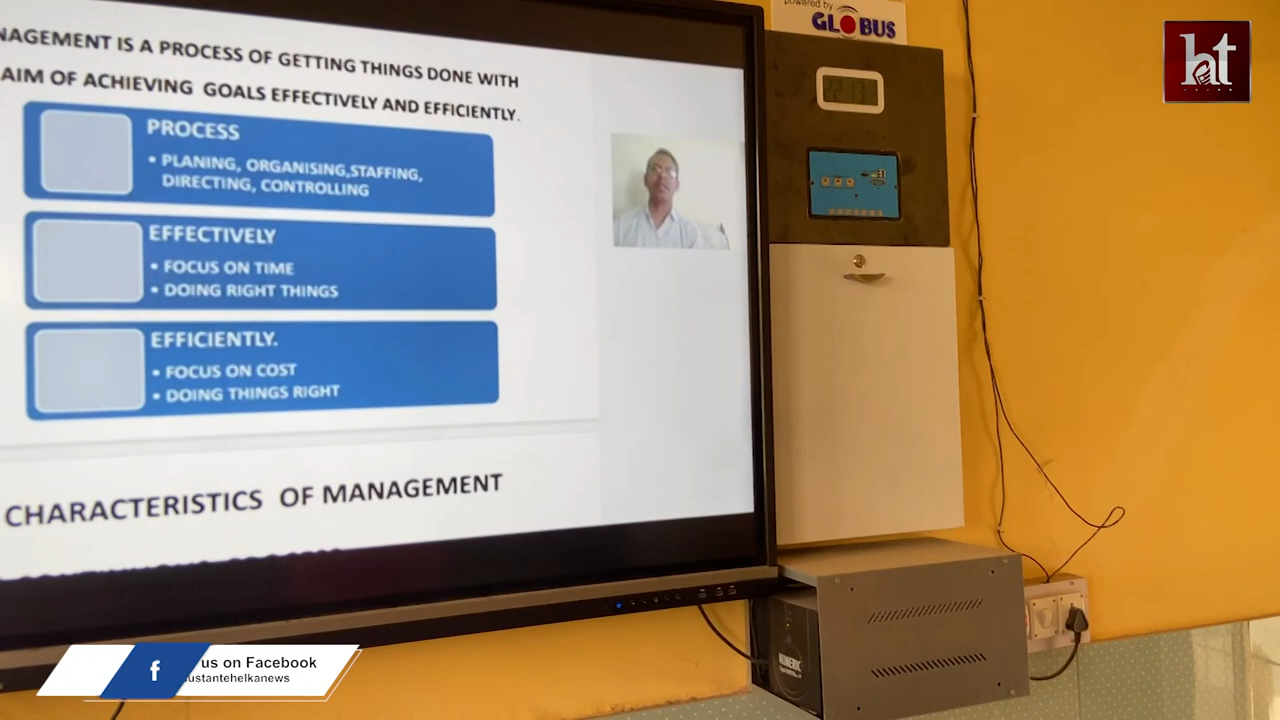 powered by
GLOBUS
ht
NAGEMENT IS A PROCESS OF GETTING THINGS DONE WITH
AIM OF ACHIEVING GOALS EFFECTIVELY AND EFFICIENTLY.
PROCESS
• PLANING, ORGANISING,STAFFING,
DIRECTING, CONTROLLING
EFFECTIVELY
• FOCUS ON TIME
• DOING RIGHT THINGS
EFFICIENTLY.
• FOCUS ON COST
• DOING THINGS RIGHT
CHARACTERISTICS OF MANAGEMENT
NUMERIC
f
us on Facebook
ustantehelkanews